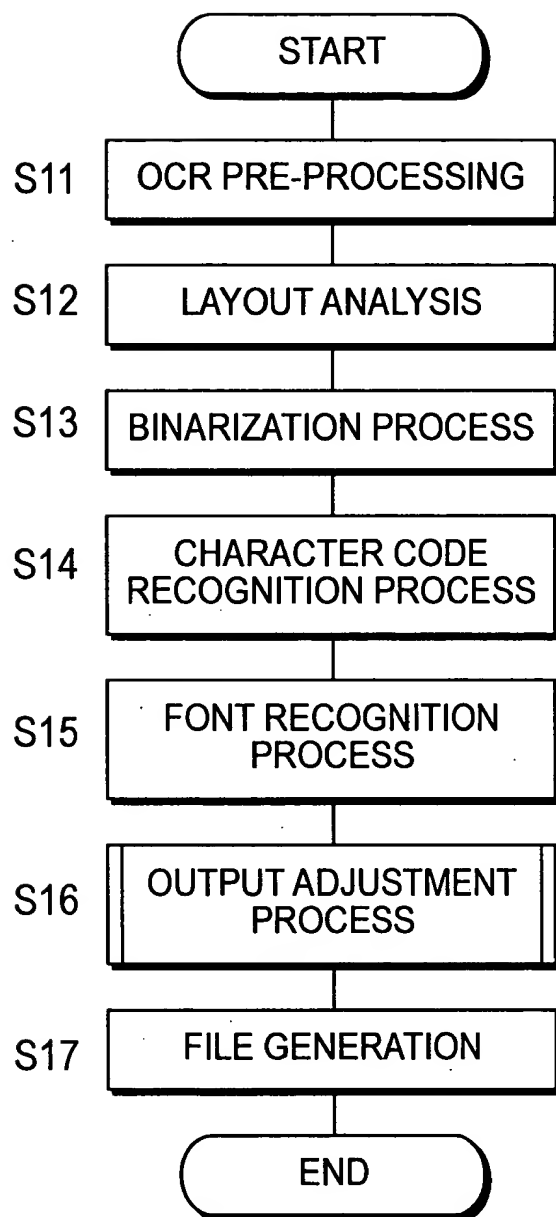 START
S11 OCR PRE-PROCESSING
S12 LAYOUT ANALYSIS
S13 BINARIZATION PROCESS
S14 CHARACTER CODE
RECOGNITION PROCESS
S15 FONT RECOGNITION
PROCESS
S16 OUTPUT ADJUSTMENT
PROCESS
S17 FILE GENERATION
END